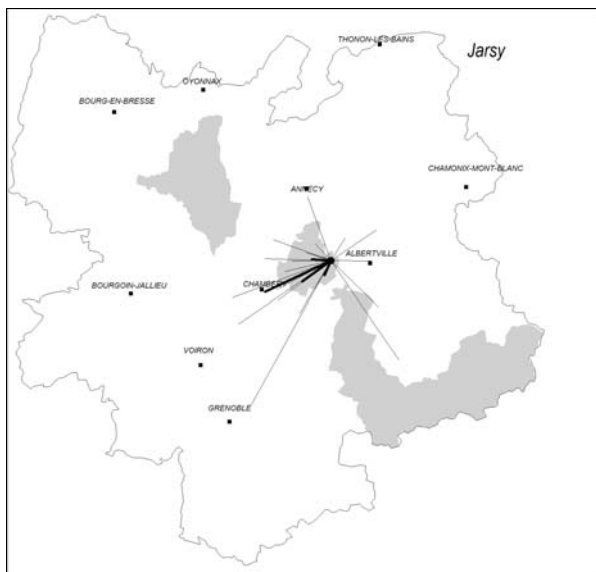 THONON-LES-BAINS
Jarsy
OYONNAX
BOURG-EN-BRESSE
CHAMONIX-MONT-BLANC
ANNECY
ALBERTVILLE
CHAMBERY
BOURGOIN-JALLIEU
VOIRON
GRENOBLE